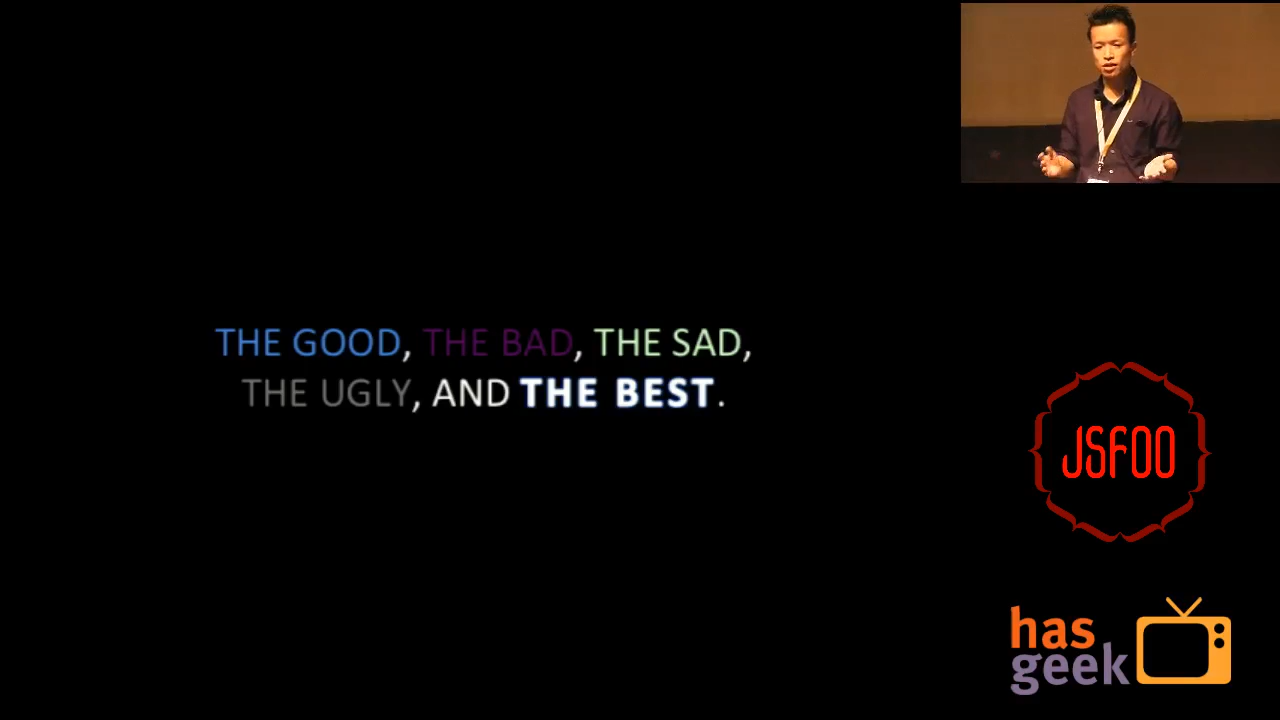 THE GOOD, THE BAD, THE SAD,
THE UGLY, AND THE BEST.
JSFOO
has
geek